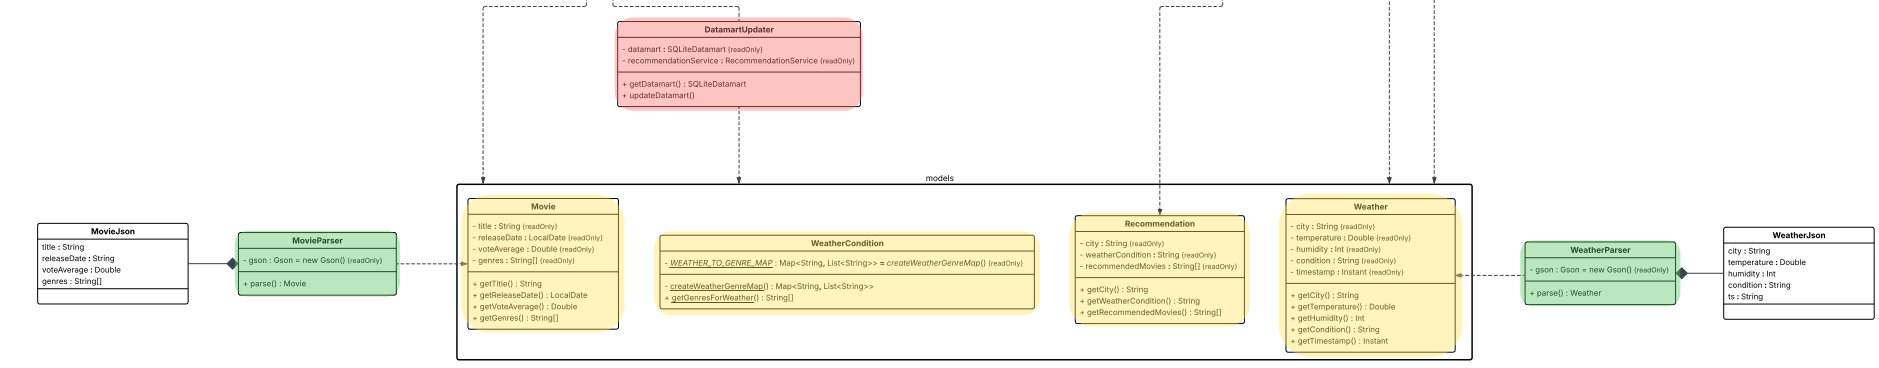 DatamartUpdater
- datamart : SQLiteDatamart {readOnly}
- recommendationService : RecommendationService {readOnly}
+ getDatamart() : SQLiteDatamart
+ updateDatamart()
models
MovieJson
title : String
releaseDate : String
voteAverage : Double
genres : String[]
MovieParser
- gson : Gson = new Gson() {readOnly}
+ parse() : Movie
Movie
- title : String {readOnly}
- releaseDate : LocalDate {readOnly}
- voteAverage : Double {readOnly}
- genres : String[] {readOnly}
+ getTitle() : String
+ getReleaseDate() : LocalDate
+ getVoteAverage() : Double
+ getGenres() : String[]
WeatherCondition
- WEATHER_TO_GENRE_MAP : Map<String, List<String>> = createWeatherGenreMap() {readOnly}
- createWeatherGenreMap() : Map<String, List<String>>
+ getGenresForWeather() : String[]
Recommendation
- city : String {readOnly}
- weatherCondition : String {readOnly}
- recommendedMovies : String[] {readOnly}
+ getCity() : String
+ getWeatherCondition() : String
+ getRecommendedMovies() : String[]
Weather
- city : String {readOnly}
- temperature : Double {readOnly}
- humidity : Int {readOnly}
- condition : String {readOnly}
- timestamp : Instant {readOnly}
+ getCity() : String
+ getTemperature() : Double
+ getHumidity() : Int
+ getCondition() : String
+ getTimestamp() : Instant
WeatherParser
- gson : Gson = new Gson() {readOnly}
+ parse() : Weather
WeatherJson
city : String
temperature : Double
humidity : Int
condition : String
ts : String